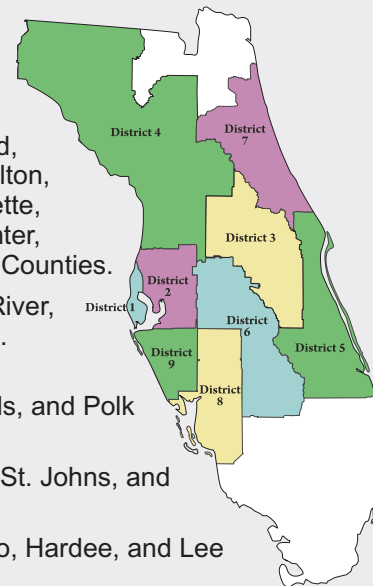 d,
lton,
ette,
nter,
Counties.
River,
.
ls, and Polk
St. Johns, and
o, Hardee, and Lee
District 4
District
7
District 3
District
2
District 1
District
6
District 5
District
9
District
8